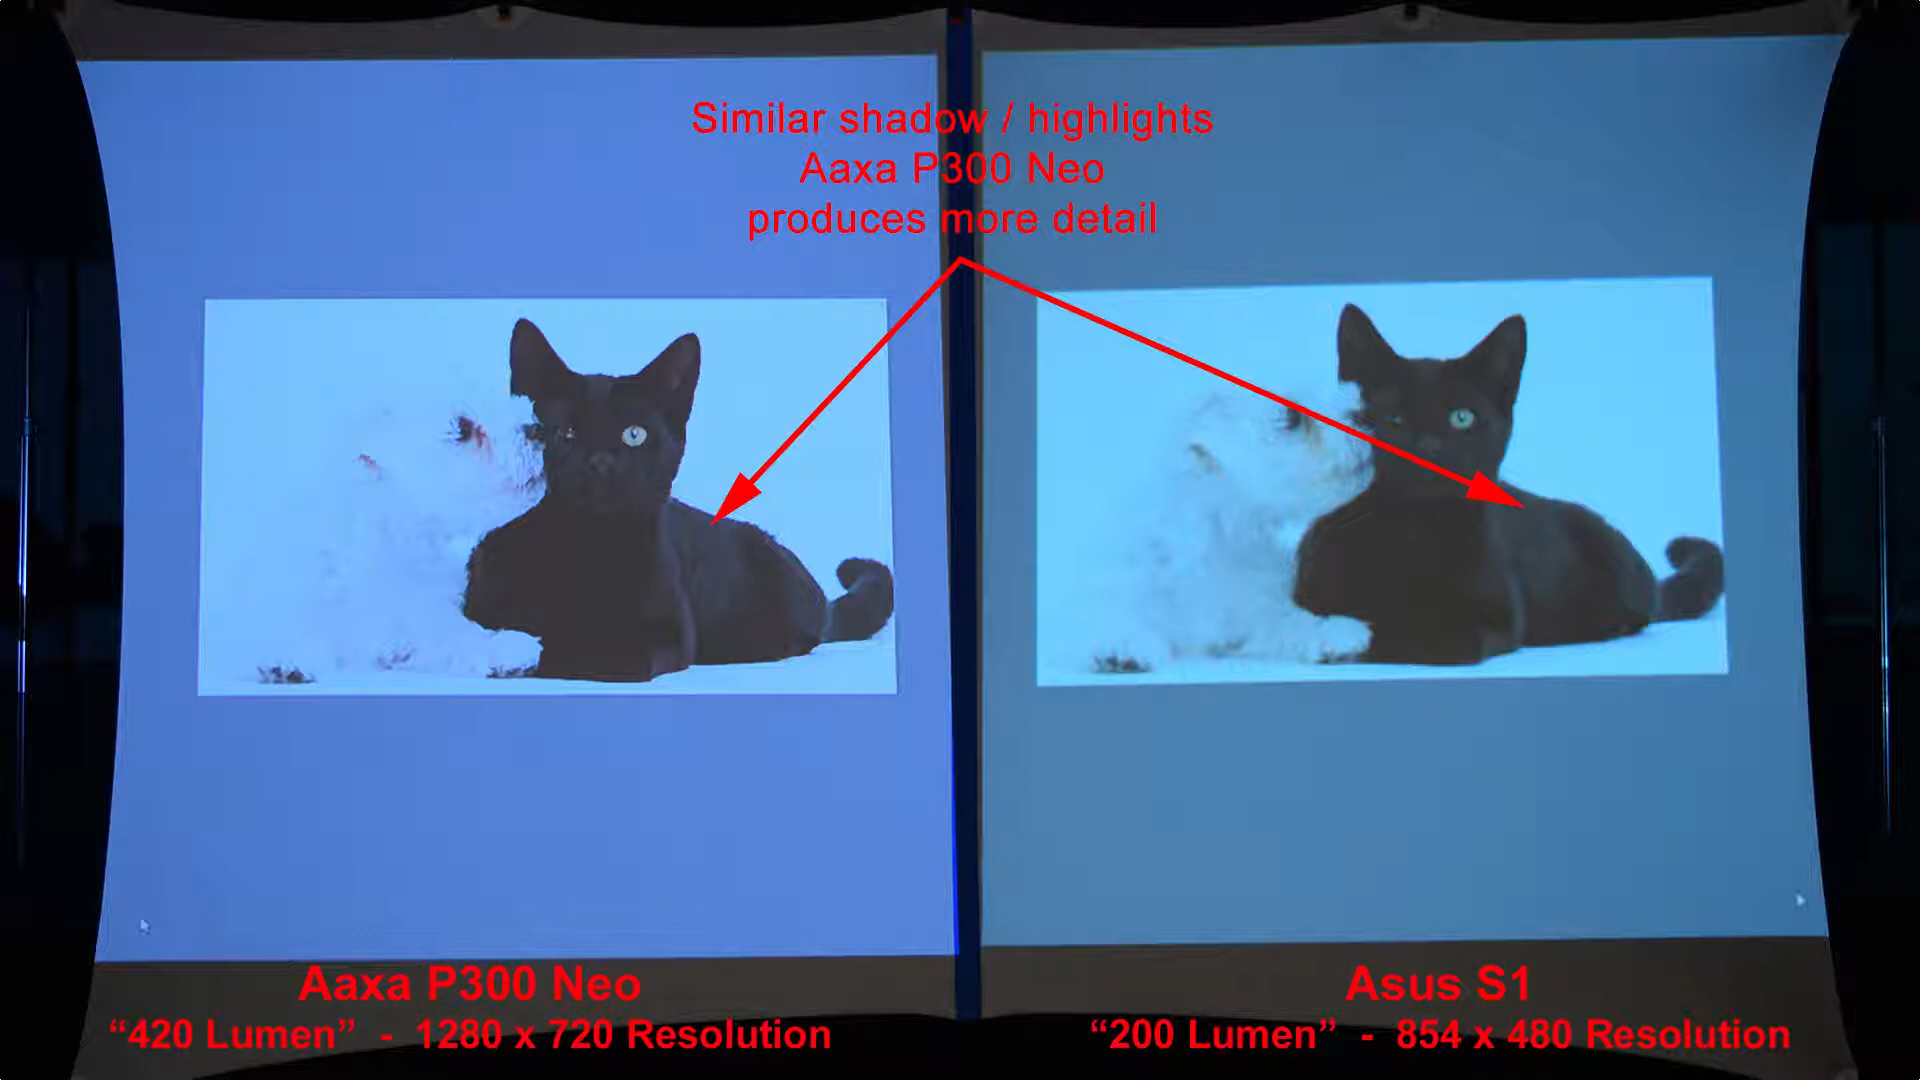 Similar shadow / highlights
Aaxa P300 Neo
produces more detail
Aaxa P300 Neo
“420 Lumen” - 1280 x 720 Resolution
Asus S1
“200 Lumen” - 854 x 480 Resolution